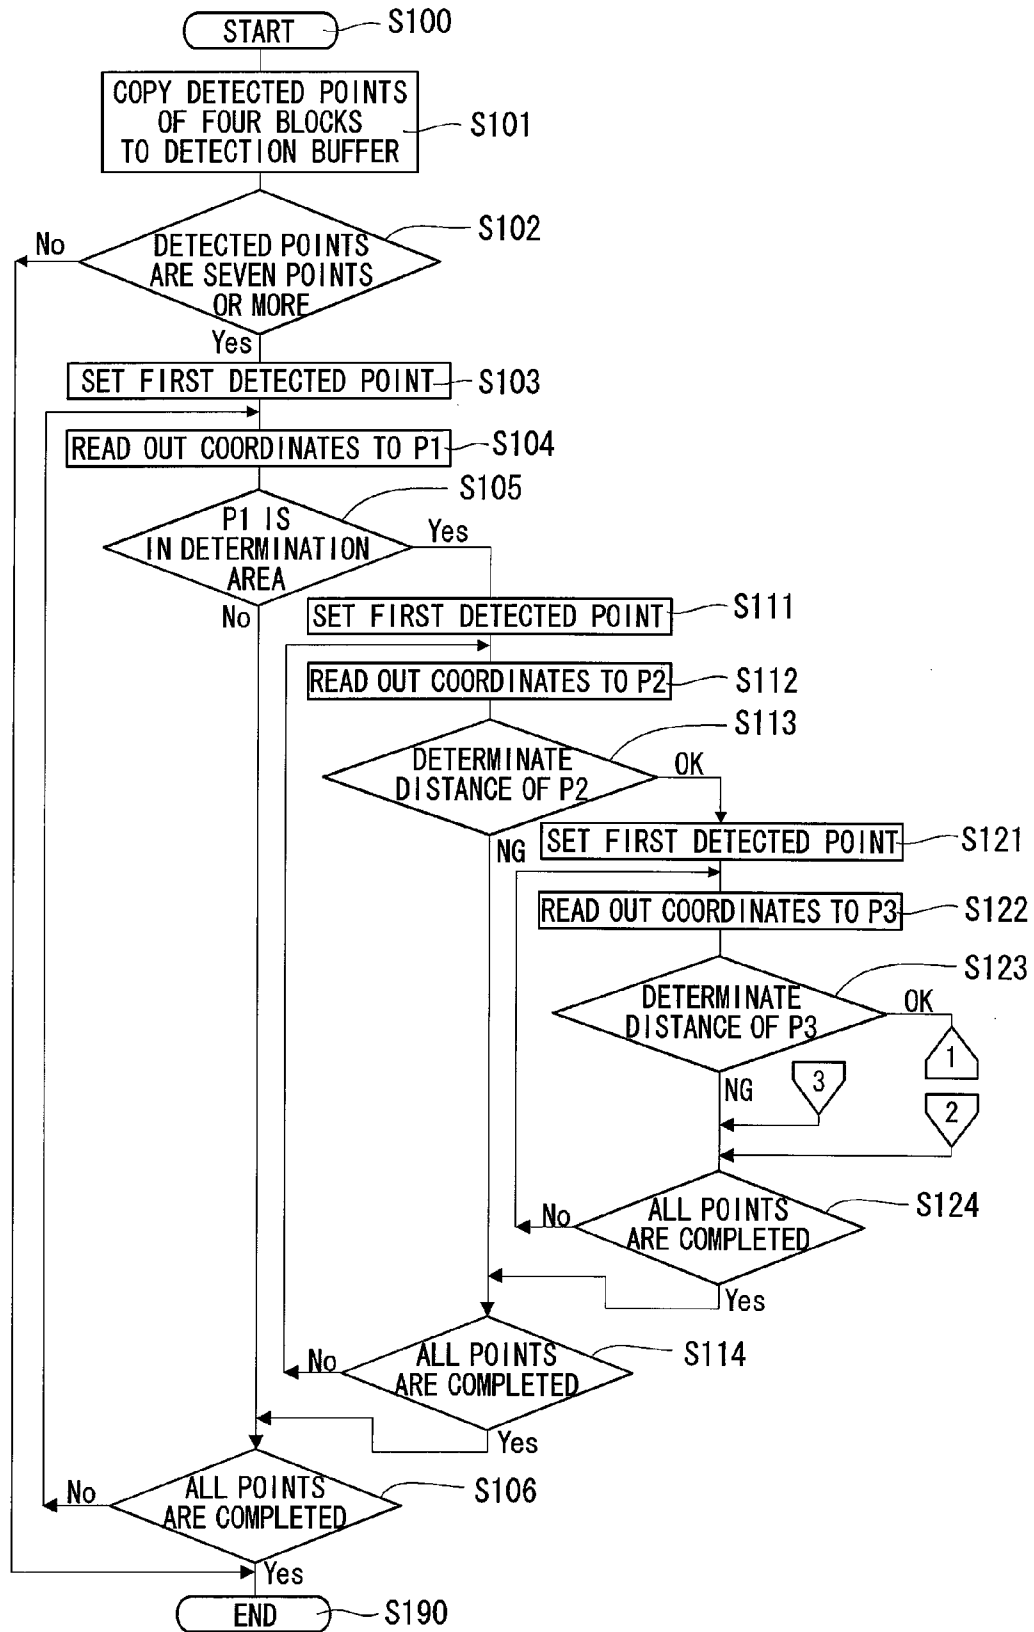 START
S100
COPY DETECTED POINTS
OF FOUR BLOCKS
TO DETECTION BUFFER
S101
DETECTED POINTS
ARE SEVEN POINTS
OR MORE
S102
No
Yes
SET FIRST DETECTED POINT
S103
READ OUT COORDINATES TO P1
S104
P1 IS
IN DETERMINATION
AREA
S105
Yes
No
SET FIRST DETECTED POINT
S111
READ OUT COORDINATES TO P2
S112
DETERMINATE
DISTANCE OF P2
S113
OK
NG
SET FIRST DETECTED POINT
S121
READ OUT COORDINATES TO P3
S122
DETERMINATE
DISTANCE OF P3
S123
OK
1
NG
3
2
ALL POINTS
ARE COMPLETED
S124
No
Yes
ALL POINTS
ARE COMPLETED
S114
No
Yes
ALL POINTS
ARE COMPLETED
S106
No
Yes
END
S190